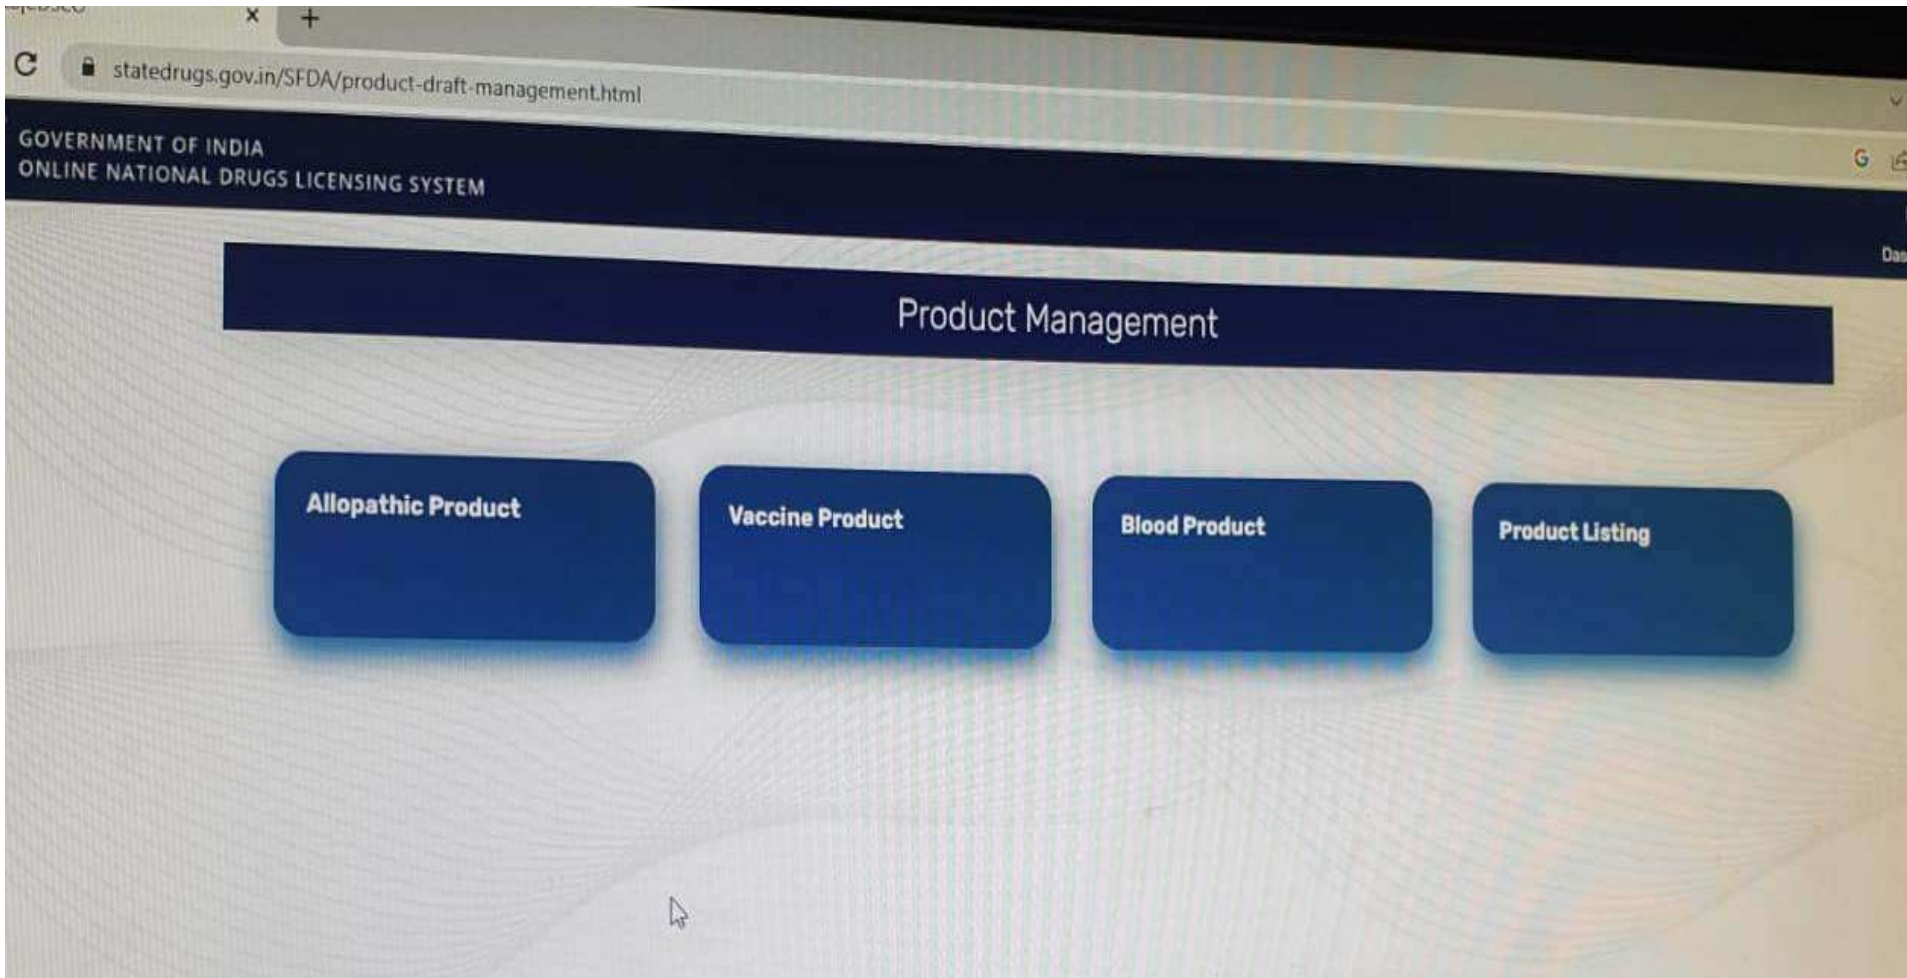 statedrugs.gov.in/SFDA/product-draft-management.html
GOVERNMENT OF INDIA
ONLINE NATIONAL DRUGS LICENSING SYSTEM
Product Management
Allopathic Product
Vaccine Product
Blood Product
Product Listing